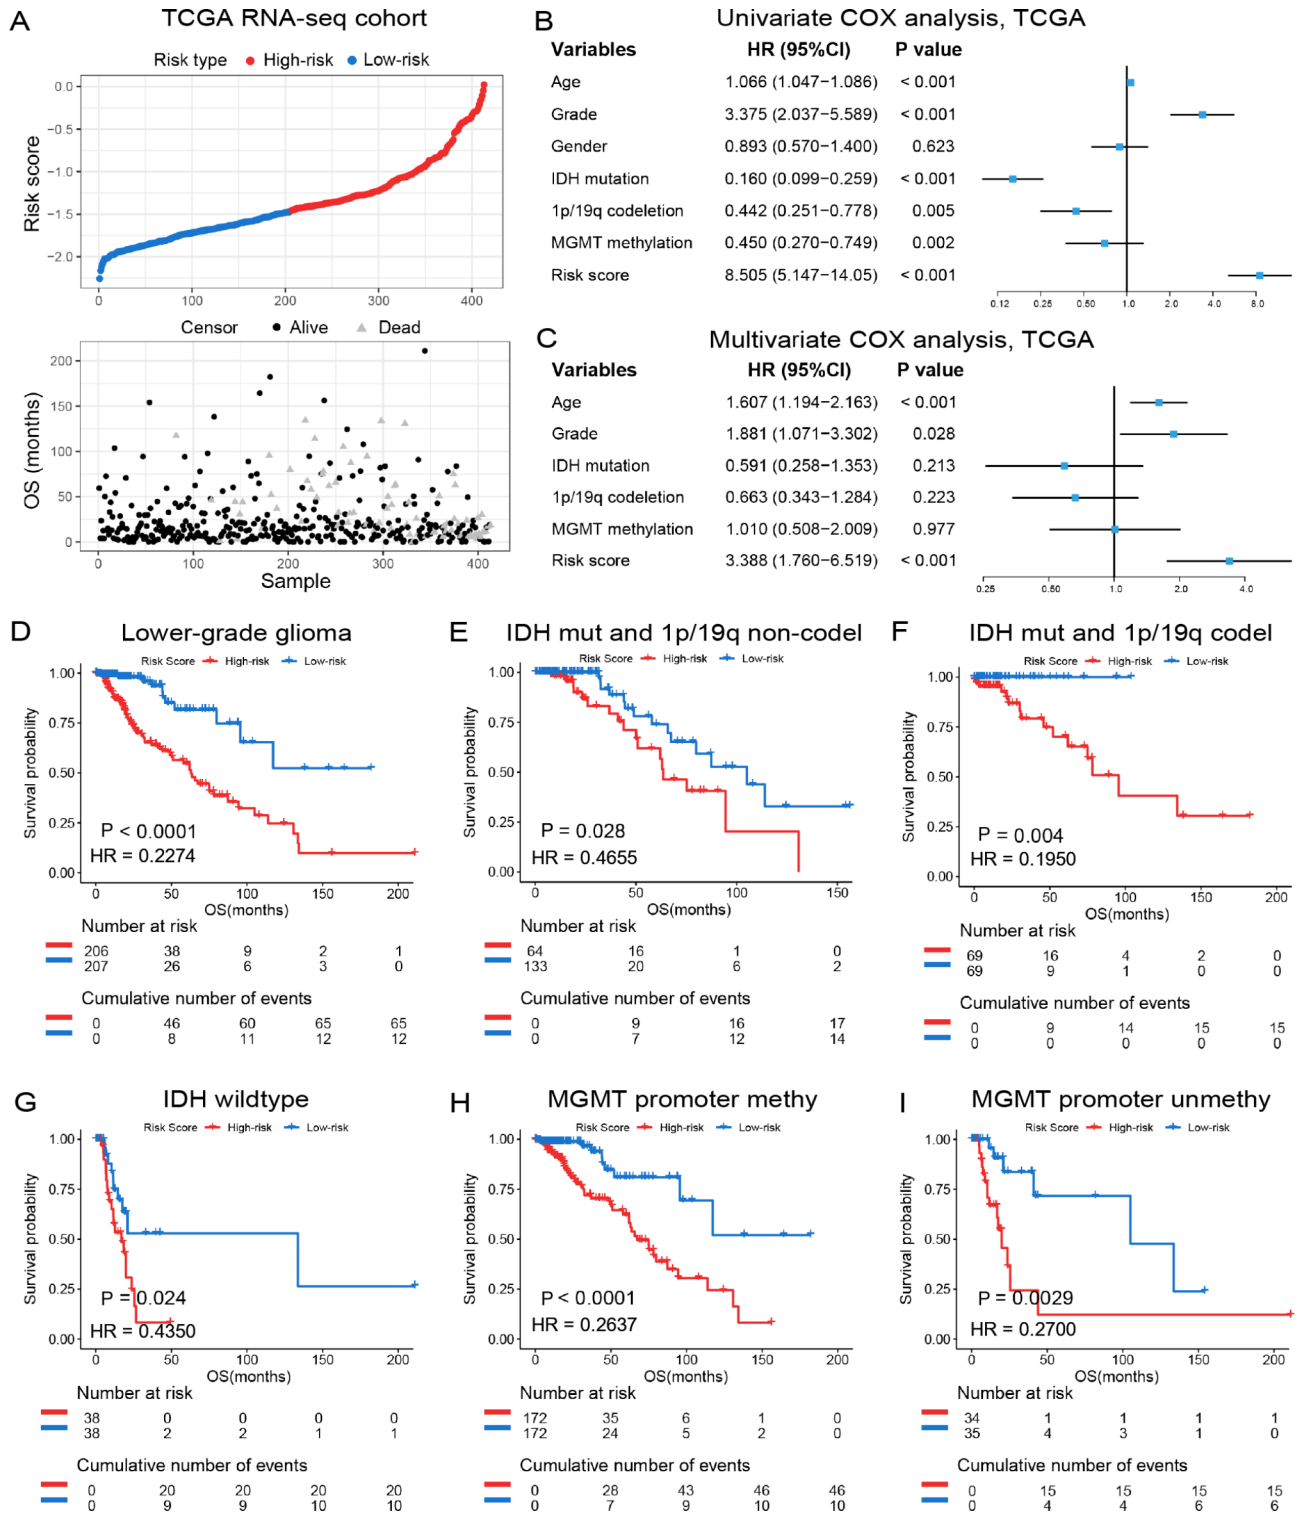 A
TCGA RNA-seq cohort
Risk type High-risk Low-risk
Risk score
0.0
−0.5
−1.0
−1.5
−2.0
0 100 200 300 400
Censor Alive Dead
OS (months)
200
150
100
50
0
0 100 200 300 400
Sample
B
Univariate COX analysis, TCGA
Variables HR (95%CI) P value
Age 1.066 (1.047−1.086) < 0.001
Grade 3.375 (2.037−5.589) < 0.001
Gender 0.893 (0.570−1.400) 0.623
IDH mutation 0.160 (0.099−0.259) < 0.001
1p/19q codeletion 0.442 (0.251−0.778) 0.005
MGMT methylation 0.450 (0.270−0.749) 0.002
Risk score 8.505 (5.147−14.05) < 0.001
0.12 0.25 0.50 1.0 2.0 4.0 8.0
C
Multivariate COX analysis, TCGA
Variables HR (95%CI) P value
Age 1.607 (1.194−2.163) < 0.001
Grade 1.881 (1.071−3.302) 0.028
IDH mutation 0.591 (0.258−1.353) 0.213
1p/19q codeletion 0.663 (0.343−1.284) 0.223
MGMT methylation 1.010 (0.508−2.009) 0.977
Risk score 3.388 (1.760−6.519) < 0.001
0.25 0.50 1.0 2.0 4.0
D
Lower-grade glioma
Risk Score High-risk Low-risk
Survival probability
1.00
0.75
0.50
0.25
0.00
P < 0.0001
HR = 0.2274
0 50 100 150 200
OS(months)
Number at risk
206 38 9 2 1
207 26 6 3 0
Cumulative number of events
0 46 60 65 65
0 8 11 12 12
E
IDH mut and 1p/19q non-codel
Risk Score High-risk Low-risk
Survival probability
1.00
0.75
0.50
0.25
0.00
P = 0.028
HR = 0.4655
0 50 100 150
OS(months)
Number at risk
64 16 1 0
133 20 6 2
Cumulative number of events
0 9 16 17
0 7 12 14
F
IDH mut and 1p/19q codel
Risk Score High-risk Low-risk
Survival probability
1.00
0.75
0.50
0.25
0.00
P = 0.004
HR = 0.1950
0 50 100 150 200
OS(months)
Number at risk
69 16 4 2 0
69 9 1 0 0
Cumulative number of events
0 9 14 15 15
0 0 0 0 0
G
IDH wildtype
Risk Score High-risk Low-risk
Survival probability
1.00
0.75
0.50
0.25
0.00
P = 0.024
HR = 0.4350
0 50 100 150 200
OS(months)
Number at risk
38 0 0 0 0
38 2 2 1 1
Cumulative number of events
0 20 20 20 20
0 9 9 10 10
H
MGMT promoter methy
Risk Score High-risk Low-risk
Survival probability
1.00
0.75
0.50
0.25
0.00
P < 0.0001
HR = 0.2637
0 50 100 150 200
OS(months)
Number at risk
172 35 6 1 0
172 24 5 2 0
Cumulative number of events
0 28 43 46 46
0 7 9 10 10
I
MGMT promoter unmethy
Risk Score High-risk Low-risk
Survival probability
1.00
0.75
0.50
0.25
0.00
P = 0.0029
HR = 0.2700
0 50 100 150 200
OS(months)
Number at risk
34 1 1 1 1
35 4 3 1 0
Cumulative number of events
0 15 15 15 15
0 4 4 6 6